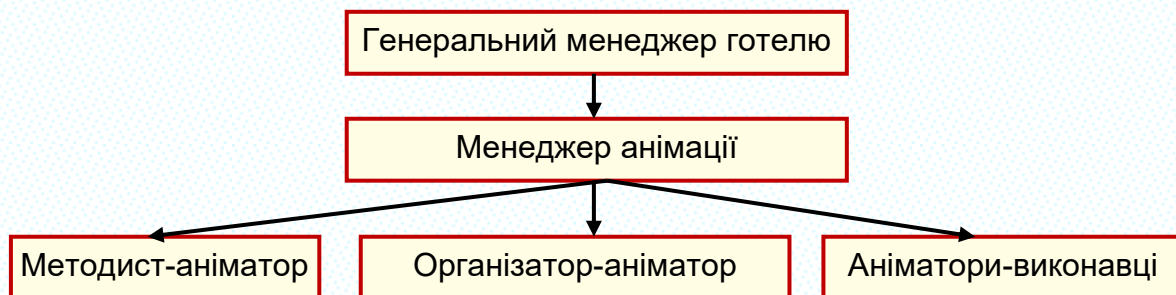 Генеральний менеджер готелю
Менеджер анімації
Методист-аніматор
Організатор-аніматор
Аніматори-виконавці